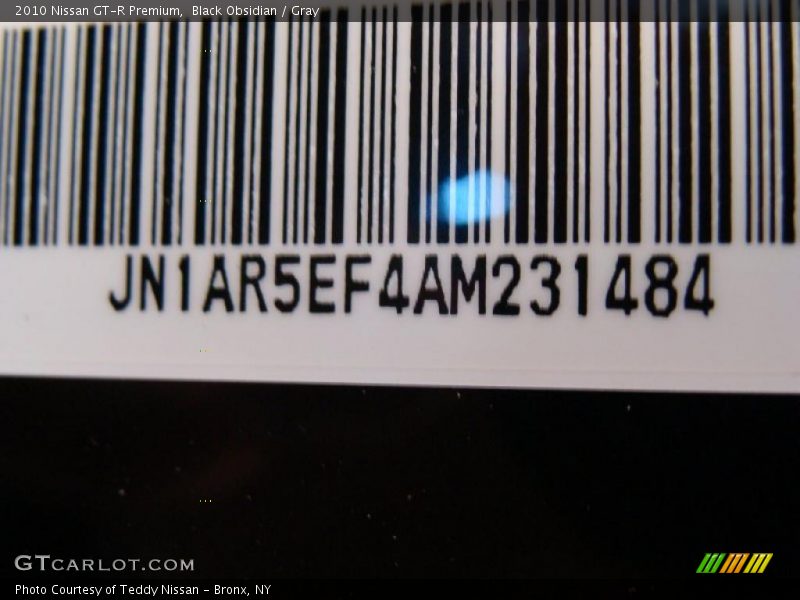 2010 Nissan GT-R Premium,  Black Obsidian / Gray
JN1AR5EF4AM231484
GTcarlot.com
Photo Courtesy of Teddy Nissan - Bronx, NY